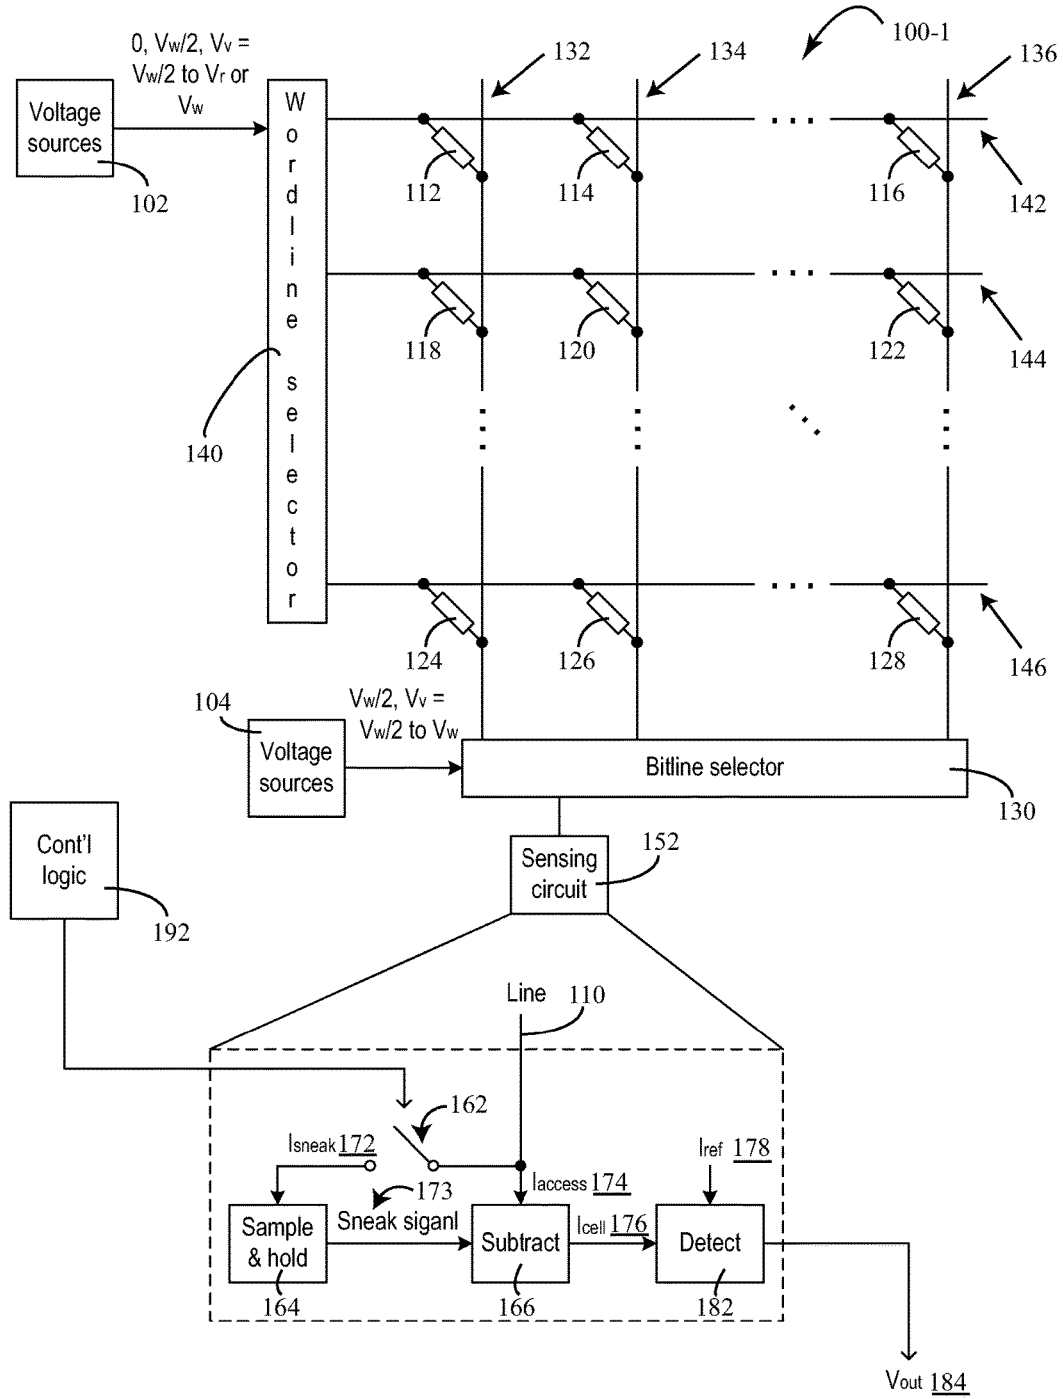 0, Vw/2, Vv =
Vw/2 to Vr or
Vw
132
134
100-1
136
Voltage
sources
102
Wordline selector
112
114
116
142
118
120
122
144
140
124
126
128
146
104
Vw/2, Vv =
Vw/2 to Vw
Voltage
sources
Bitline selector
130
Cont'l
logic
192
Sensing
circuit
152
Line 110
162
Isneak 172
Iref 178
173
Iaccess 174
Sneak siganl
Icell 176
Sample
& hold
Subtract
Detect
164
166
182
Vout 184